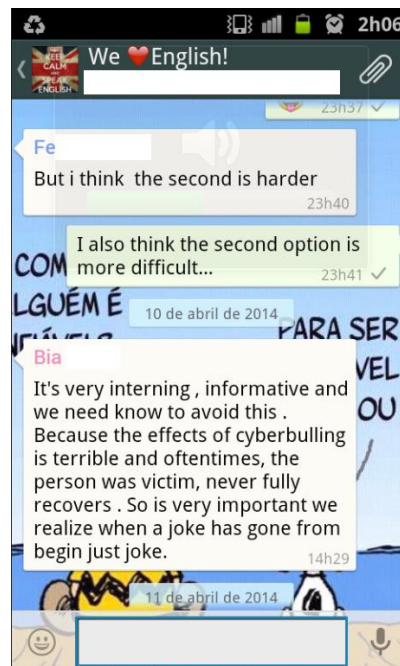 2h06
KEEP
CALM
AND
SPEAK
ENGLISH
We ❤️English!
23h37
Fe
But i think the second is harder
23h40
I also think the second option is
more difficult...
23h41
COM
LGUÉM É
10 de abril de 2014
PARA SER
VEL
OU
Bia
It's very interning , informative and
we need know to avoid this .
Because the effects of cyberbulling
is terrible and oftentimes, the
person was victim, never fully
recovers . So is very important we
realize when a joke has gone from
begin just joke.
14h29
11 de abril de 2014